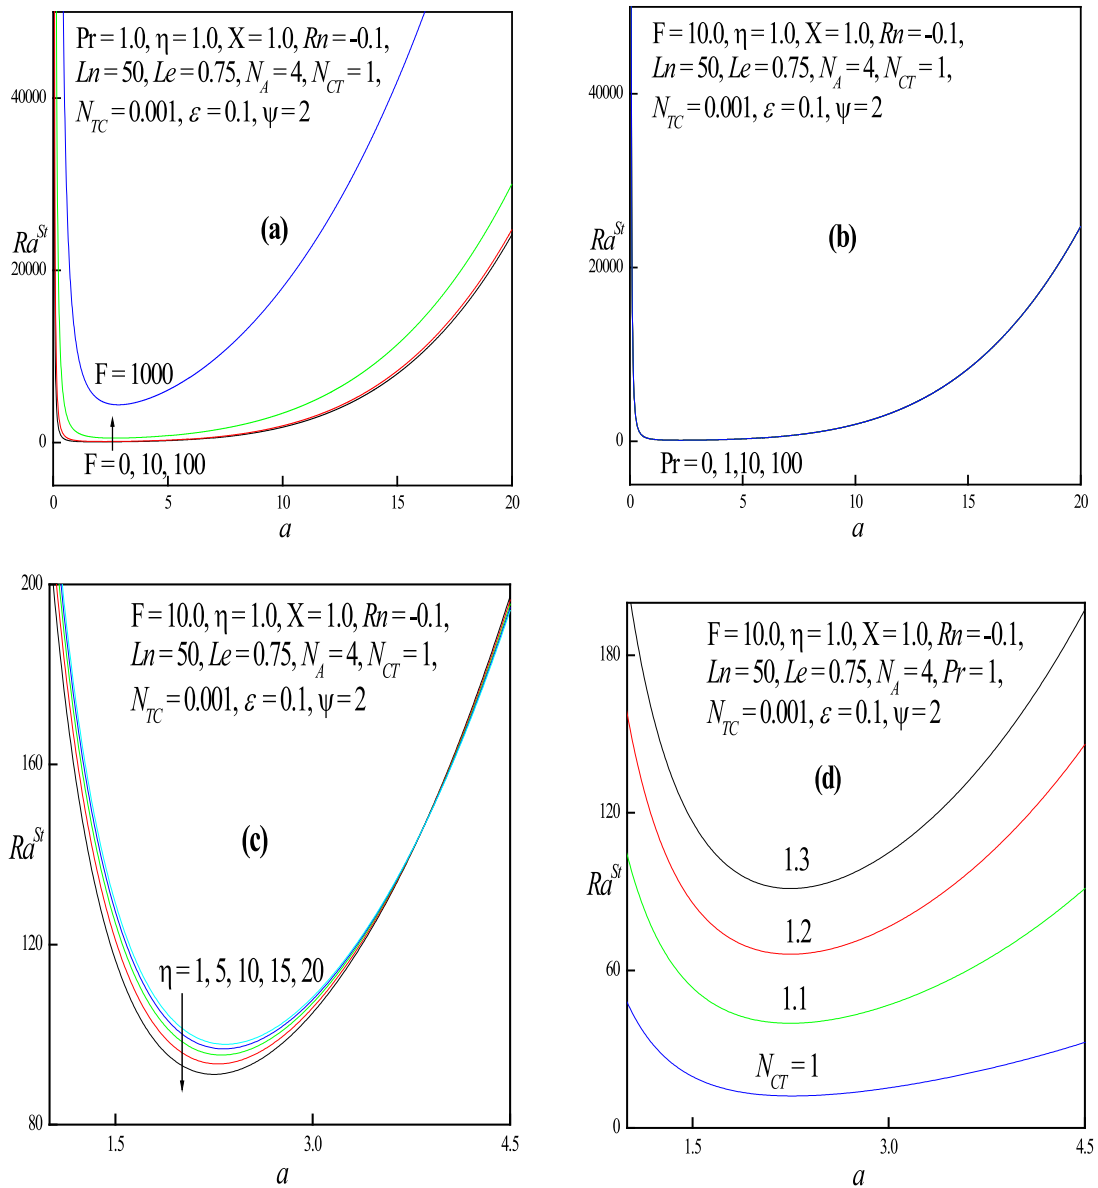 Pr = 1.0, η = 1.0, X = 1.0, Rn = -0.1,
Ln = 50, Le = 0.75, N_A = 4, N_CT = 1,
N_TC = 0.001, ε = 0.1, ψ = 2
40000
(a)
Ra^St
20000
F = 1000
0
F = 0, 10, 100
0 5 10 15 20
a
F = 10.0, η = 1.0, X = 1.0, Rn = -0.1,
Ln = 50, Le = 0.75, N_A = 4, N_CT = 1,
N_TC = 0.001, ε = 0.1, ψ = 2
40000
(b)
Ra^St
20000
0
Pr = 0, 1,10, 100
0 5 10 15 20
a
200
F = 10.0, η = 1.0, X = 1.0, Rn = -0.1,
Ln = 50, Le = 0.75, N_A = 4, N_CT = 1,
N_TC = 0.001, ε = 0.1, ψ = 2
160
(c)
Ra^St
120
η = 1, 5, 10, 15, 20
80
1.5 3.0 4.5
a
F = 10.0, η = 1.0, X = 1.0, Rn = -0.1,
180
Ln = 50, Le = 0.75, N_A = 4, Pr = 1,
N_TC = 0.001, ε = 0.1, ψ = 2
(d)
120
1.3
Ra^St
1.2
60
1.1
N_CT = 1
0
1.5 3.0 4.5
a